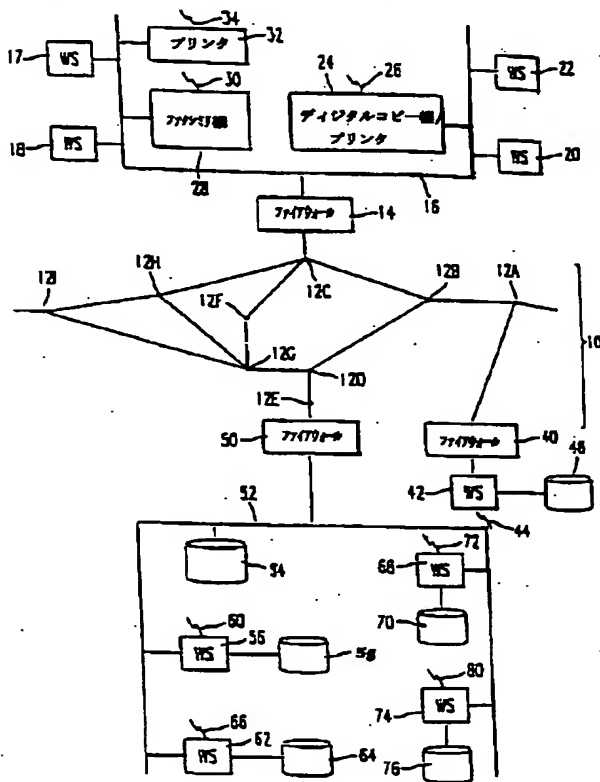 34
プリンタ
32
17
WS
30
ファクシミリ機
24
26
ディジタルコピー機/
プリンタ
WS
22
18
WS
28
WS
20
16
ファイアウォール
14
12I
12H
12F
12C
12B
12A
10
12G
12D
12E
50
ファイアウォール
ファイアウォール
40
46
42
WS
44
52
54
72
68
WS
70
60
56
WS
58
80
74
WS
76
66
WS
62
64